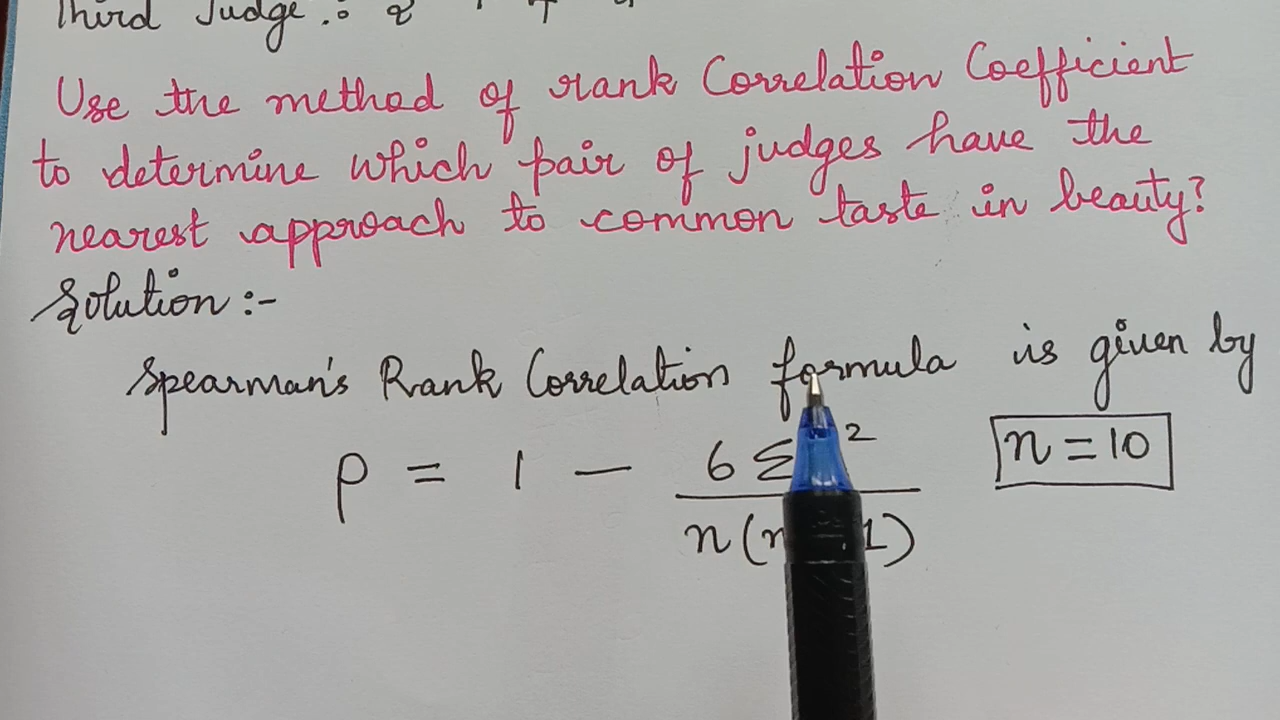 Third Judge :
Use the method of rank Correlation Coefficient
to determine which pair of judges have the
nearest approach to common taste in beauty?
Solution :-
Spearman's Rank Correlation formula is given by
ρ = 1 - 6 Σ ² n = 10
n (n 1)